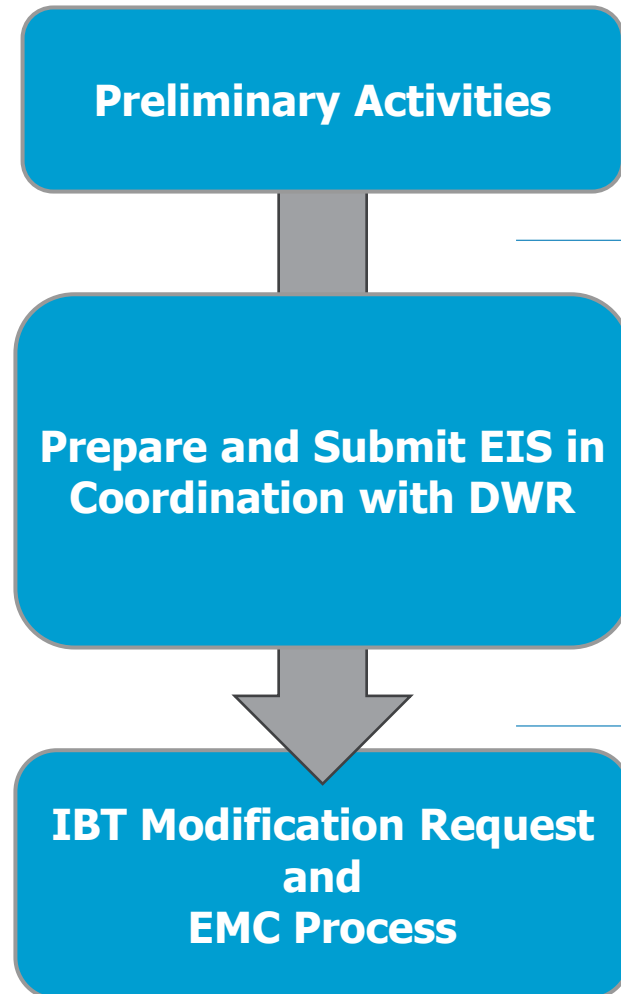 Preliminary Activities
Prepare and Submit EIS in
Coordination with DWR
IBT Modification Request
and
EMC Process